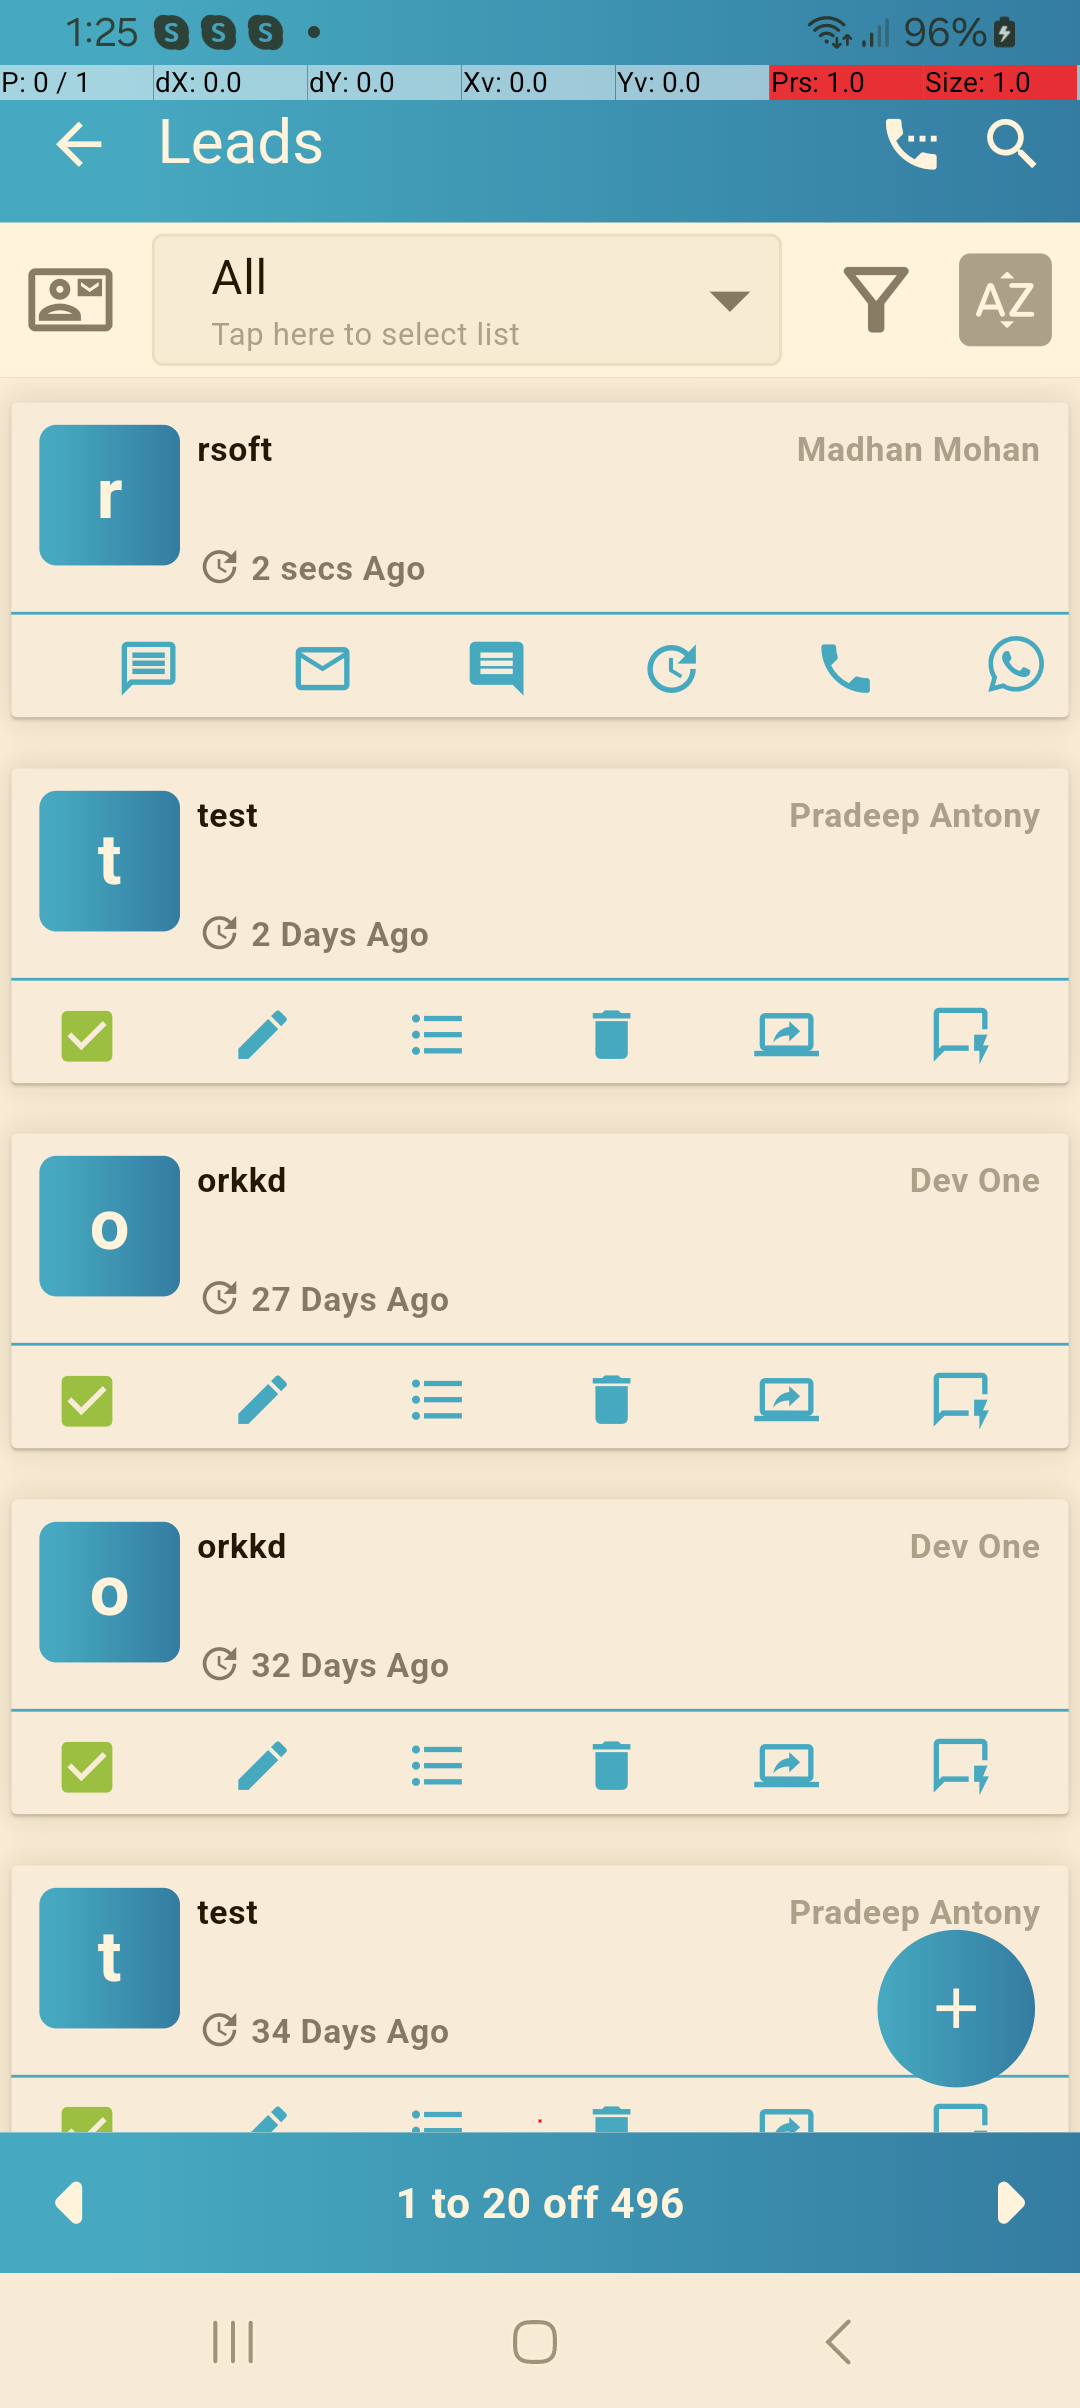 1:25 S S S 96%
P: 0 / 1 dX: 0.0 dY: 0.0 Xv: 0.0 Yv: 0.0 Prs: 1.0 Size: 1.0
Leads
All
Tap here to select list
AZ
r rsoft Madhan Mohan
2 secs Ago
t test Pradeep Antony
2 Days Ago
o orkkd Dev One
27 Days Ago
o orkkd Dev One
32 Days Ago
t test Pradeep Antony
34 Days Ago
1 to 20 off 496